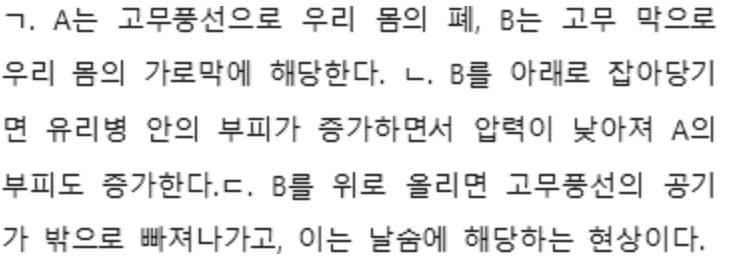 ㄱ. A는 고무풍선으로 우리 몸의 폐, B는 고무 막으로
우리 몸의 가로막에 해당한다. ㄴ. B를 아래로 잡아당기
면 유리병 안의 부피가 증가하면서 압력이 낮아져 A의
부피도 증가한다.ㄷ. B를 위로 올리면 고무풍선의 공기
가 밖으로 빠져나가고, 이는 날숨에 해당하는 현상이다.